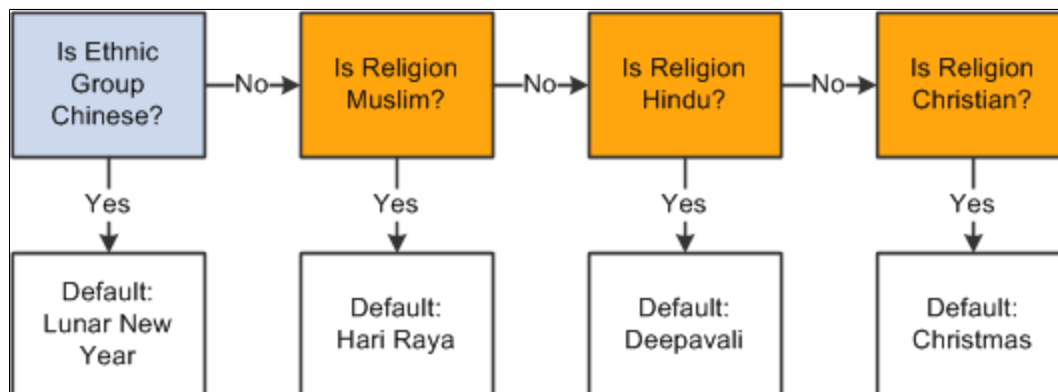 Is Ethnic
Group
Chinese?
No
Is Religion
Muslim?
No
Is Religion
Hindu?
No
Is Religion
Christian?
Yes
Yes
Yes
Yes
Default:
Lunar New
Year
Default:
Hari Raya
Default:
Deepavali
Default:
Christmas